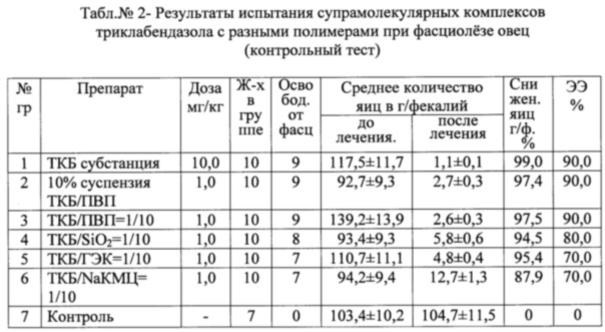 Табл.№ 2- Результаты испытания супрамолекулярных комплексов
триклабендазола с разными полимерами при фасциолёзе овец
(контрольный тест)
№ гр | Препарат | Доза мг/кг | Ж-х в гру ппе | Осво бод. от фасц | Среднее количество яиц в г/фекалий | Сни жен. яиц г/ф. % | ЭЭ %
до лечения. | после лечения
1 ТКБ субстанция 10,0 10 9 117,5±11,7 1,1±0,1 99,0 90,0
2 10% суспензия ТКБ/ПВП 1,0 10 9 92,7±9,3 2,7±0,3 97,4 90,0
3 ТКБ/ПВП=1/10 1,0 10 9 139,2±13,9 2,6±0,3 97,5 90,0
4 ТКБ/SiO₂=1/10 1,0 10 8 93,4±9,3 5,8±0,6 94,5 80,0
5 ТКБ/ГЭК=1/10 1,0 10 7 110,7±11,1 4,8±0,4 95,4 70,0
6 ТКБ/NaКМЦ= 1/10 1,0 10 7 94,2±9,4 12,7±1,3 87,9 70,0
7 Контроль - 7 0 103,4±10,2 104,7±11,5 0 0